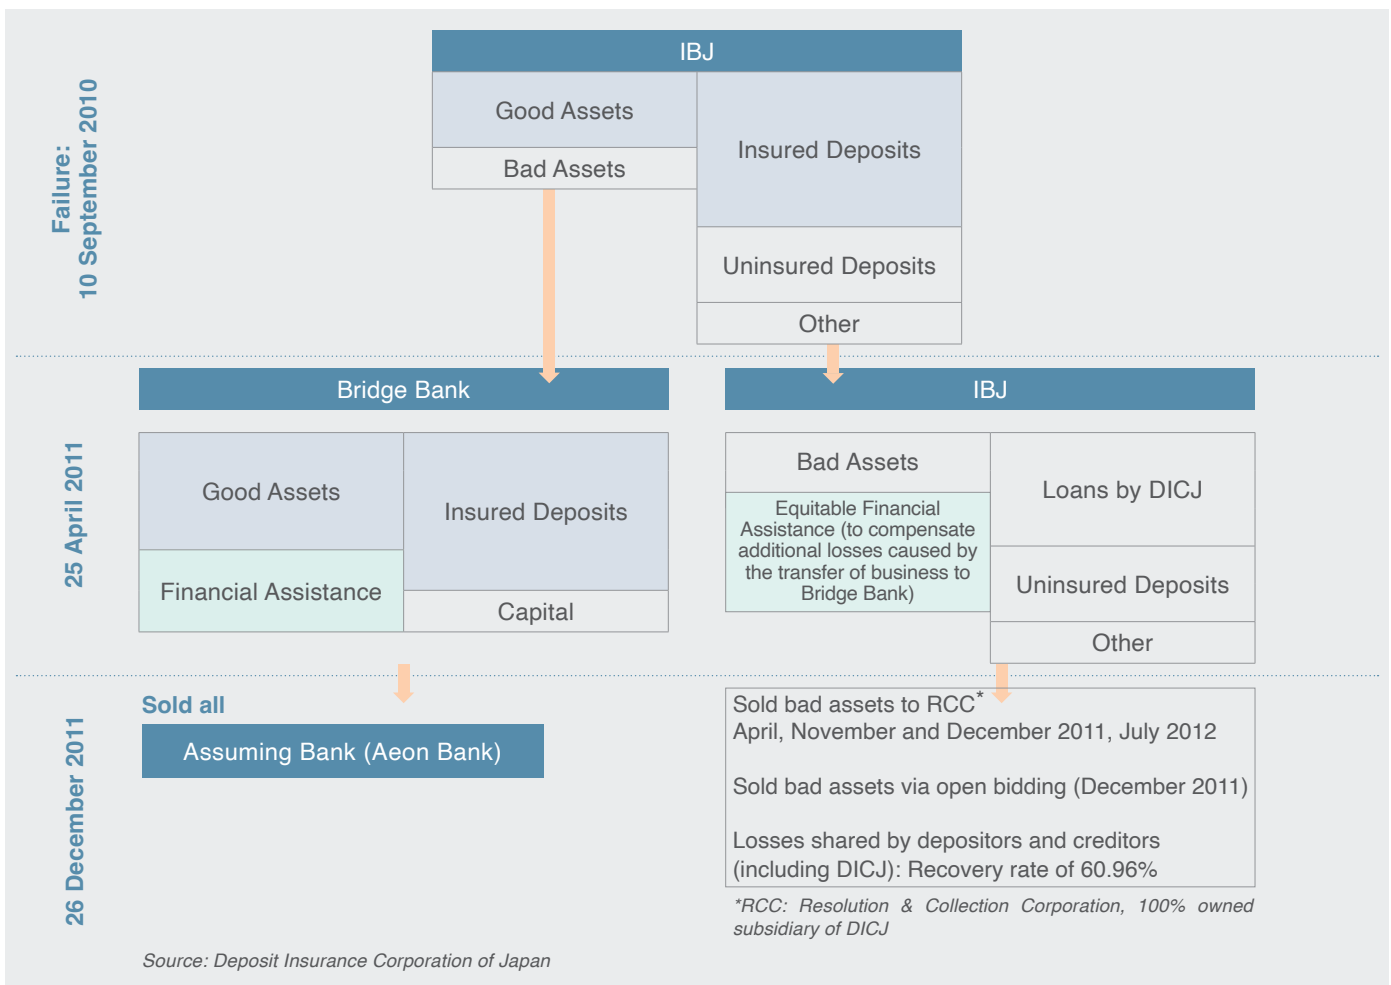 IBJ
Failure:
10 September 2010
Good Assets
Bad Assets
Insured Deposits
Uninsured Deposits
Other
25 April 2011
Bridge Bank
Good Assets
Financial Assistance
Insured Deposits
Capital
IBJ
Bad Assets
Equitable Financial
Assistance (to compensate
additional losses caused by
the transfer of business to
Bridge Bank)
Loans by DICJ
Uninsured Deposits
Other
26 December 2011
Sold all
Assuming Bank (Aeon Bank)
Sold bad assets to RCC*
April, November and December 2011, July 2012
Sold bad assets via open bidding (December 2011)
Losses shared by depositors and creditors
(including DICJ): Recovery rate of 60.96%
*RCC: Resolution & Collection Corporation, 100% owned
subsidiary of DICJ
Source: Deposit Insurance Corporation of Japan